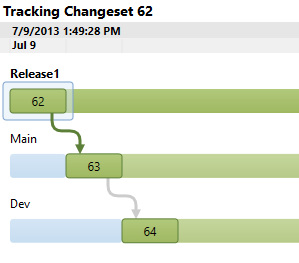 Tracking Changeset 62
7/9/2013 1:49:28 PM
Jul 9
Release1
62
Main
63
Dev
64